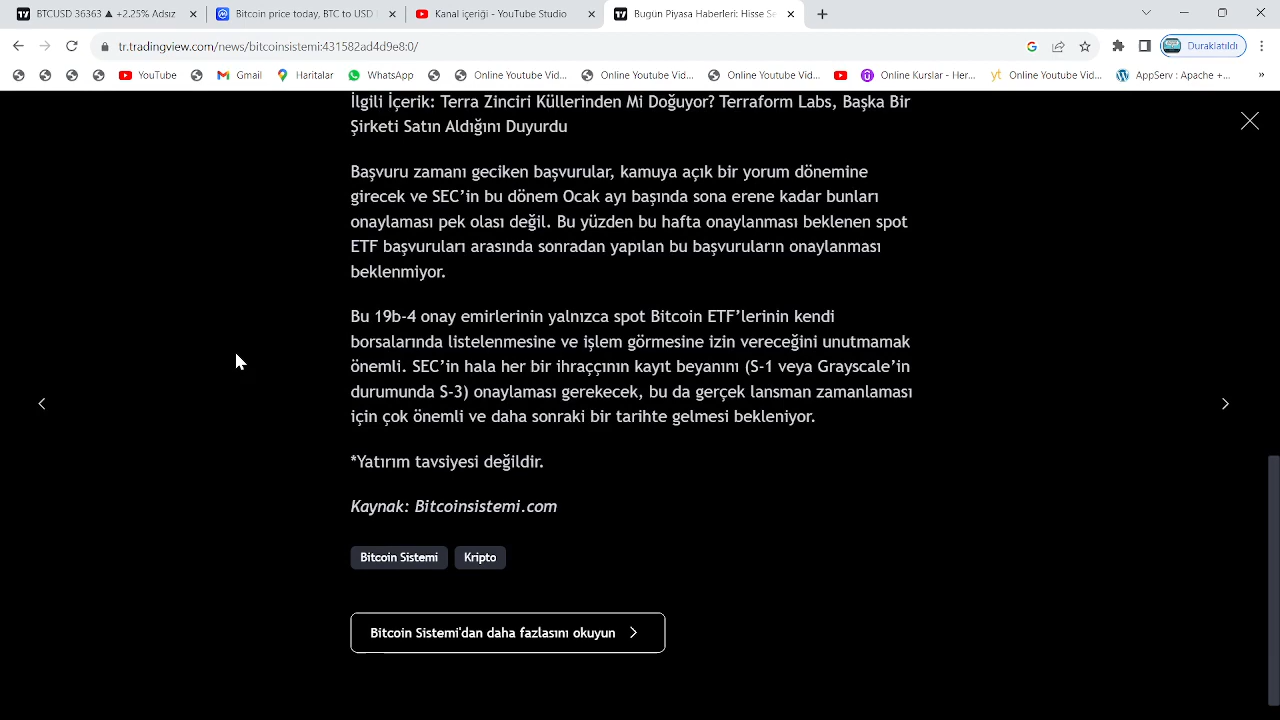 BTCUSD 36363 ▲ +2.25% Adsız
Bitcoin price today, BTC to USD
Kanal içeriği - YouTube Studio
Bugün Piyasa Haberleri: Hisse Se
tr.tradingview.com/news/bitcoinsistemi:431582ad4d9e8:0/
Duraklatıldı
YouTube
Gmail
Haritalar
WhatsApp
Online Youtube Vid...
Online Youtube Vid...
Online Youtube Vid...
Online Kurslar - Her...
yt Online Youtube Vid...
AppServ : Apache +...
İlgili İçerik: Terra Zinciri Küllerinden Mi Doğuyor? Terraform Labs, Başka Bir
Şirketi Satın Aldığını Duyurdu
Başvuru zamanı geciken başvurular, kamuya açık bir yorum dönemine
girecek ve SEC’in bu dönem Ocak ayı başında sona erene kadar bunları
onaylaması pek olası değil. Bu yüzden bu hafta onaylanması beklenen spot
ETF başvuruları arasında sonradan yapılan bu başvuruların onaylanması
beklenmiyor.
Bu 19b-4 onay emirlerinin yalnızca spot Bitcoin ETF’lerinin kendi
borsalarında listelenmesine ve işlem görmesine izin vereceğini unutmamak
önemli. SEC’in hala her bir ihraççının kayıt beyanını (S-1 veya Grayscale’in
durumunda S-3) onaylaması gerekecek, bu da gerçek lansman zamanlaması
için çok önemli ve daha sonraki bir tarihte gelmesi bekleniyor.
*Yatırım tavsiyesi değildir.
Kaynak: Bitcoinsistemi.com
Bitcoin Sistemi
Kripto
Bitcoin Sistemi'dan daha fazlasını okuyun